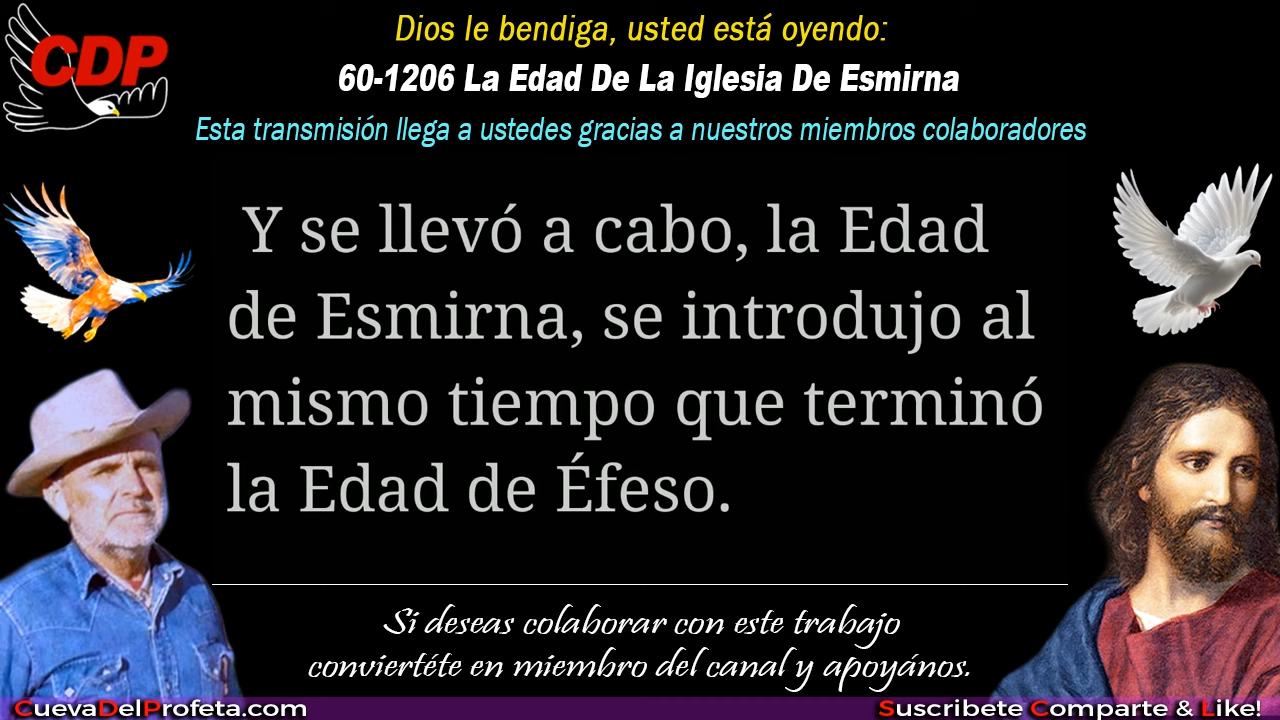 CDP
Dios le bendiga, usted está oyendo:
60-1206 La Edad De La Iglesia De Esmirna
Esta transmisión llega a ustedes gracias a nuestros miembros colaboradores
Y se llevó a cabo, la Edad
de Esmirna, se introdujo al
mismo tiempo que terminó
la Edad de Éfeso.
Si deseas colaborar con este trabajo
conviertéte en miembro del canal y apoyános.
CuevaDelProfeta.com
Suscribete Comparte & Like!